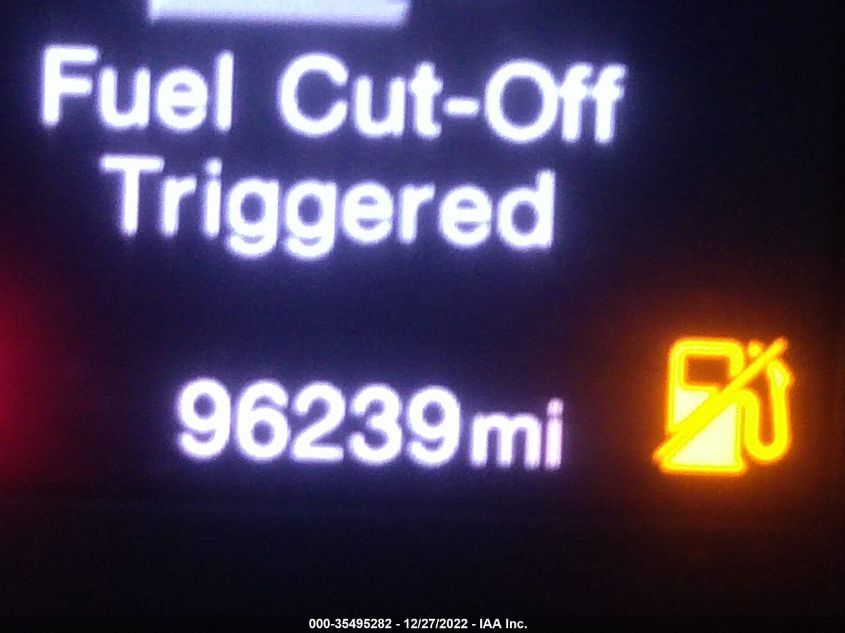 Fuel Cut-Off
Triggered
96239 mi
000-35495282 - 12/27/2022 - IAA Inc.